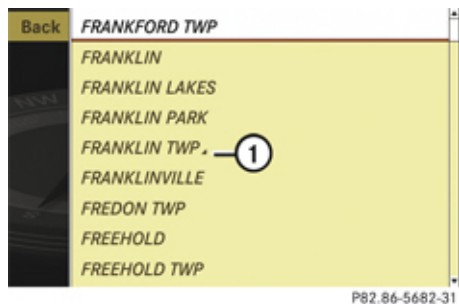 Back FRANKFORD TWP
FRANKLIN
FRANKLIN LAKES
NW
FRANKLIN PARK
FRANKLIN TWP 1
FRANKLINVILLE
FREDON TWP
FREEHOLD
FREEHOLD TWP
P82.86-5682-31